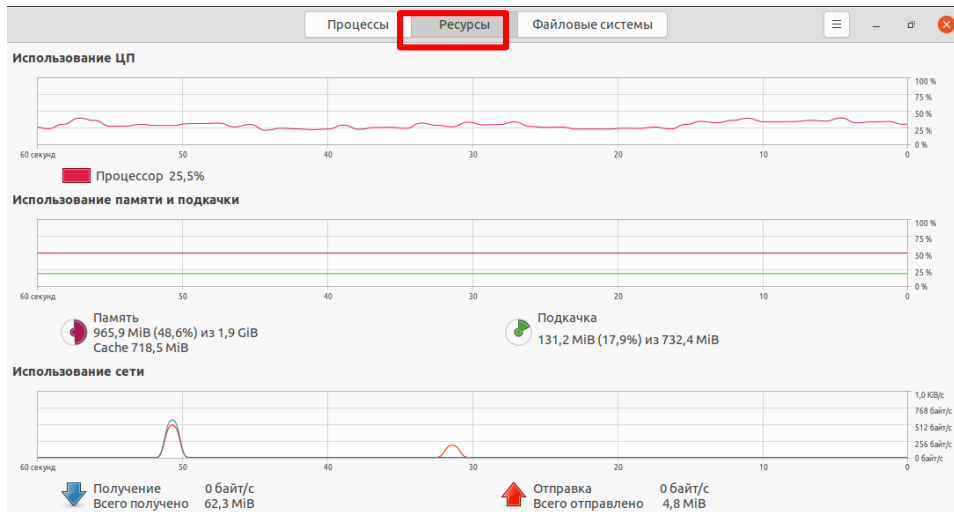 Процессы Ресурсы Файловые системы
Использование ЦП
100 %
75 %
50 %
25 %
0 %
60 секунд 50 40 30 20 10 0
Процессор 25,5%
Использование памяти и подкачки
100 %
75 %
50 %
25 %
0 %
60 секунд 50 40 30 20 10 0
Память
965,9 MiB (48,6%) из 1,9 GiB
Cache 718,5 MiB
Подкачка
131,2 MiB (17,9%) из 732,4 MiB
Использование сети
1,0 KiB/с
768 байт/с
512 байт/с
256 байт/с
0 байт/с
60 секунд 50 40 30 20 10 0
Получение 0 байт/с
Всего получено 62,3 MiB
Отправка 0 байт/с
Всего отправлено 4,8 MiB